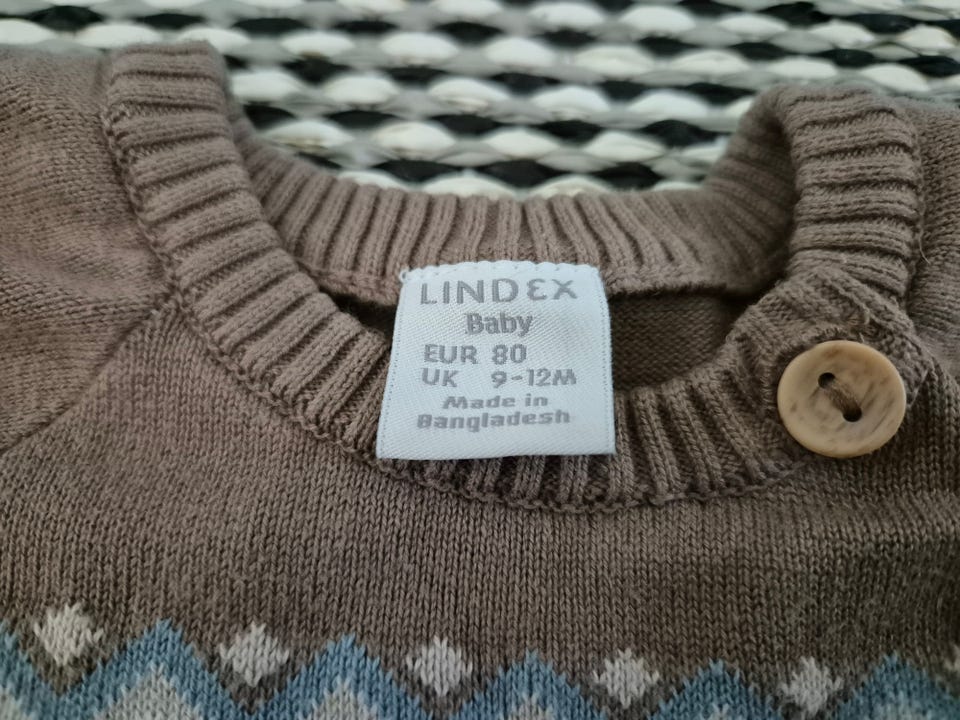 LINDEX
Baby
EUR 80
UK 9-12M
Made in
Bangladesh